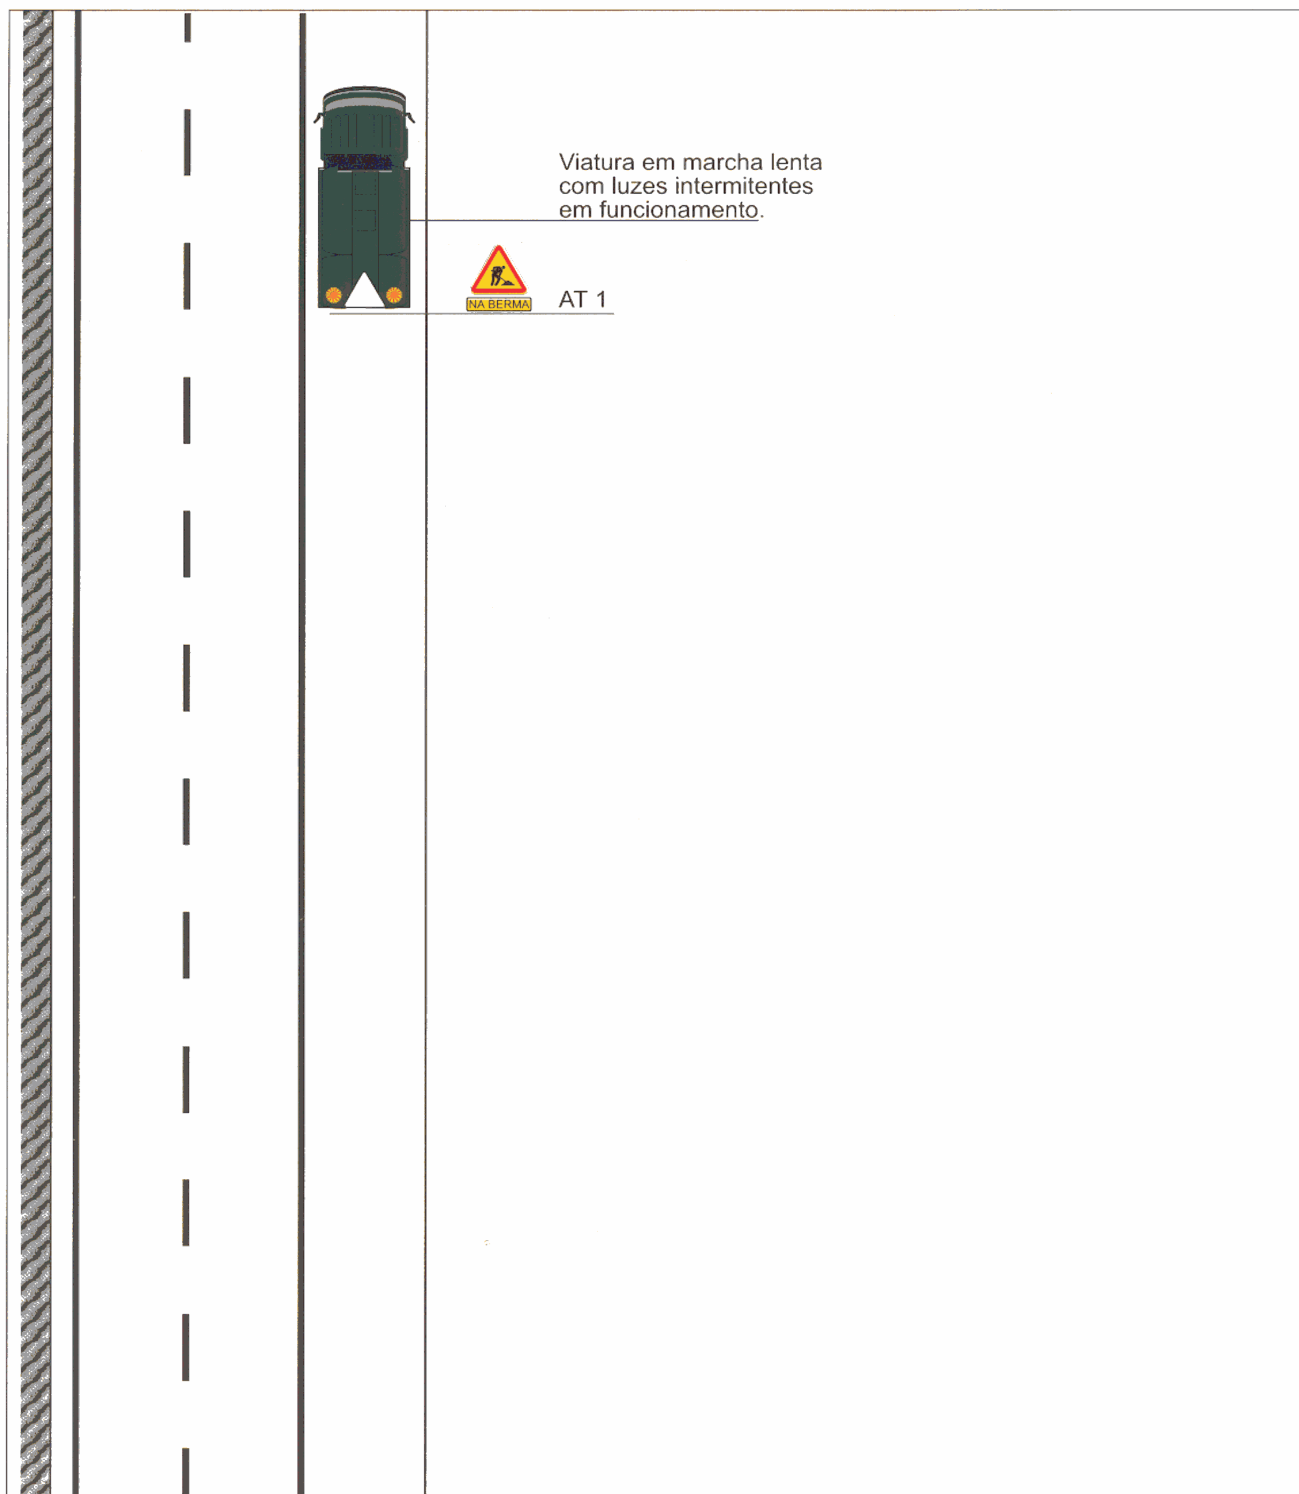 Viatura em marcha lenta
com luzes intermitentes
em funcionamento.
NA BERMA
AT 1